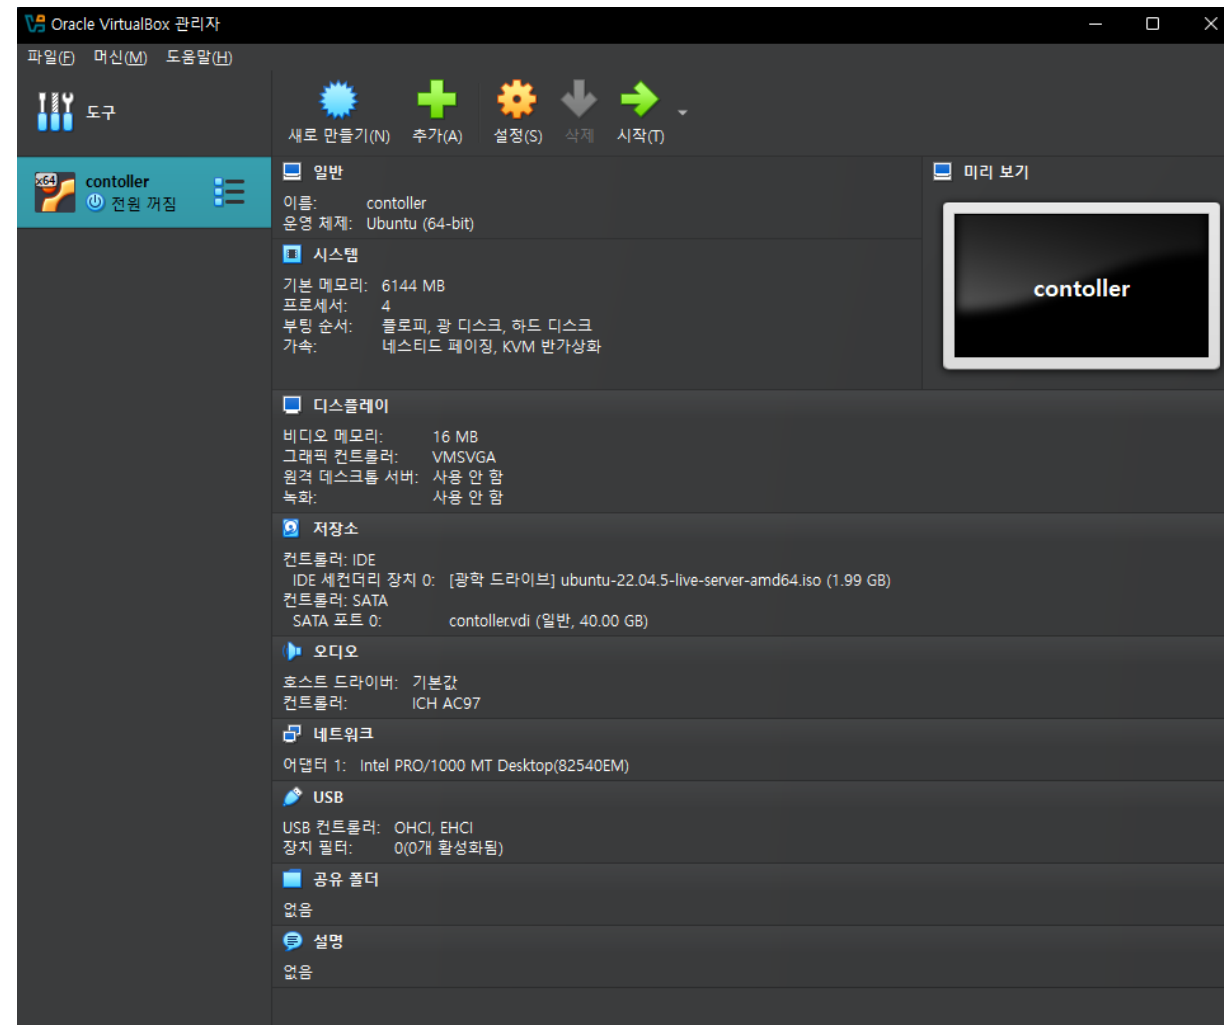 Oracle VirtualBox 관리자
파일(F) 머신(M) 도움말(H)
도구
새로 만들기(N) 추가(A) 설정(S) 삭제 시작(T)
x64
contoller
전원 꺼짐
일반
이름: contoller
운영 체제: Ubuntu (64-bit)
미리 보기
contoller
시스템
기본 메모리: 6144 MB
프로세서: 4
부팅 순서: 플로피, 광 디스크, 하드 디스크
가속: 네스티드 페이징, KVM 반가상화
디스플레이
비디오 메모리: 16 MB
그래픽 컨트롤러: VMSVGA
원격 데스크톱 서버: 사용 안 함
녹화: 사용 안 함
저장소
컨트롤러: IDE
IDE 세컨더리 장치 0: [광학 드라이브] ubuntu-22.04.5-live-server-amd64.iso (1.99 GB)
컨트롤러: SATA
SATA 포트 0: contoller.vdi (일반, 40.00 GB)
오디오
호스트 드라이버: 기본값
컨트롤러: ICH AC97
네트워크
어댑터 1: Intel PRO/1000 MT Desktop(82540EM)
USB
USB 컨트롤러: OHCI, EHCI
장치 필터: 0(0개 활성화됨)
공유 폴더
없음
설명
없음